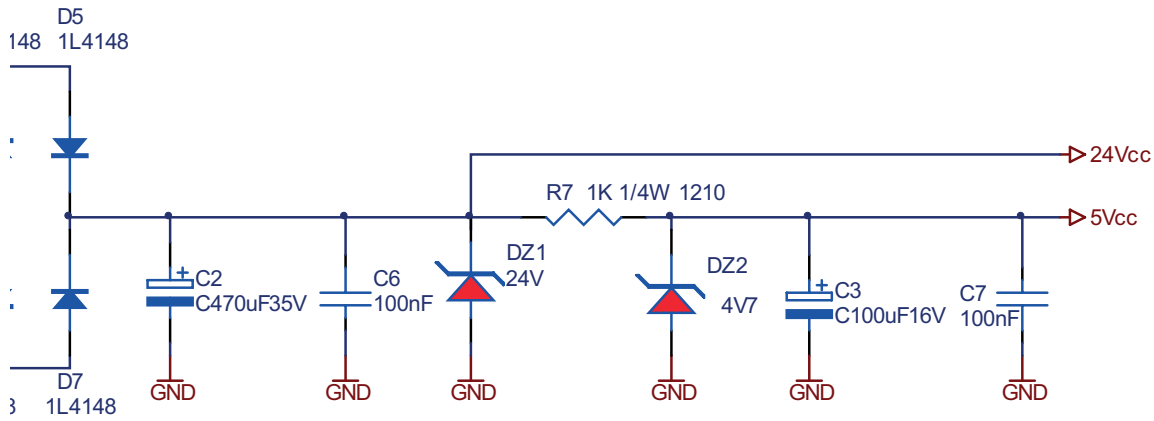 D5
148 1L4148
24Vcc
R7 1K 1/4W 1210
5Vcc
DZ1
24V
DZ2
4V7
C2
C470uF35V
C6
100nF
C3
C100uF16V
C7
100nF
GND
GND
GND
GND
GND
GND
D7
1L4148